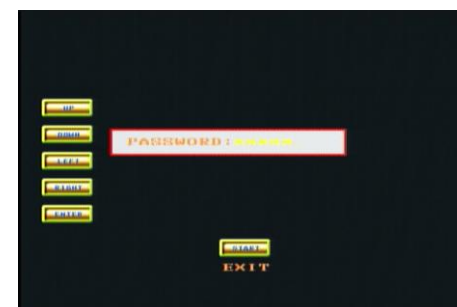 UP
DOWN
PASSWORD:*****
LEFT
RIGHT
ENTER
START
EXIT